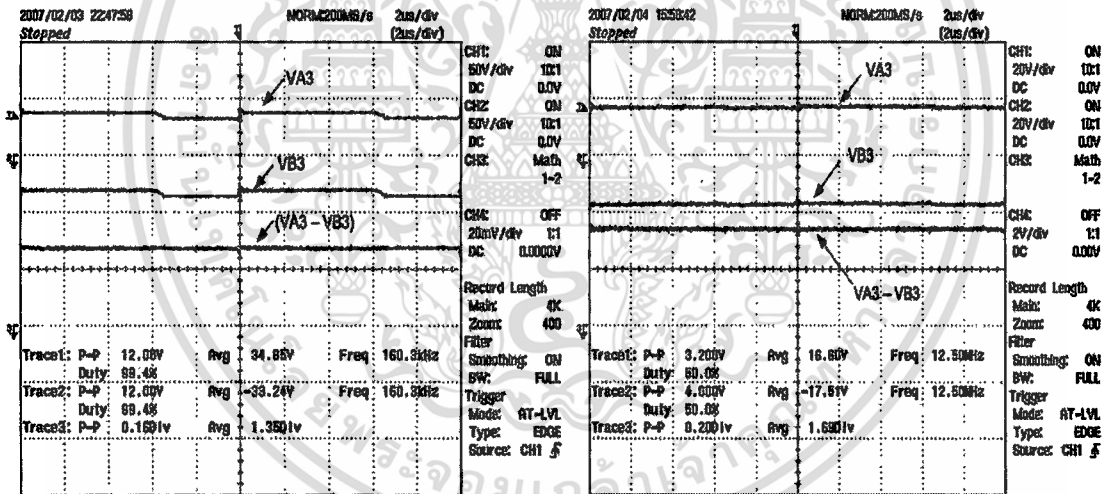 2007/02/03 22:47:58
NORM:200MS/s
2us/div
Stopped
(2us/div)
VA3
VB3
(VA3 – VB3)
CH1: ON
50V/div 10:1
DC 0.0V
CH2: ON
50V/div 10:1
DC 0.0V
CH3: Math
1-2
CH4: OFF
20mV/div 1:1
DC 0.0000V
Record Length
Main: 4K
Zoom: 400
Filter
Smoothing: ON
BW: FULL
Trigger
Mode: AT-LVL
Type: EDGE
Source: CH1
Trace1: P-P 12.00V Avg 34.85V Freq 160.3kHz
Duty 99.4%
Trace2: P-P 12.00V Avg -33.24V Freq 160.3kHz
Duty 99.4%
Trace3: P-P 0.160lv Avg 1.350lv
2007/02/04 15:58:42
NORM:200MS/s
2us/div
Stopped
(2us/div)
VA3
VB3
VA3 – VB3
CH1: ON
20V/div 10:1
DC 0.0V
CH2: ON
20V/div 10:1
DC 0.0V
CH3: Math
1-2
CH4: OFF
2V/div 1:1
DC 0.00V
Record Length
Main: 4K
Zoom: 400
Filter
Smoothing: ON
BW: FULL
Trigger
Mode: AT-LVL
Type: EDGE
Source: CH1
Trace1: P-P 3.200V Avg 16.60V Freq 12.50MHz
Duty 50.0%
Trace2: P-P 4.000V Avg -17.51V Freq 12.50MHz
Duty 50.0%
Trace3: P-P 0.200lv Avg 1.690lv